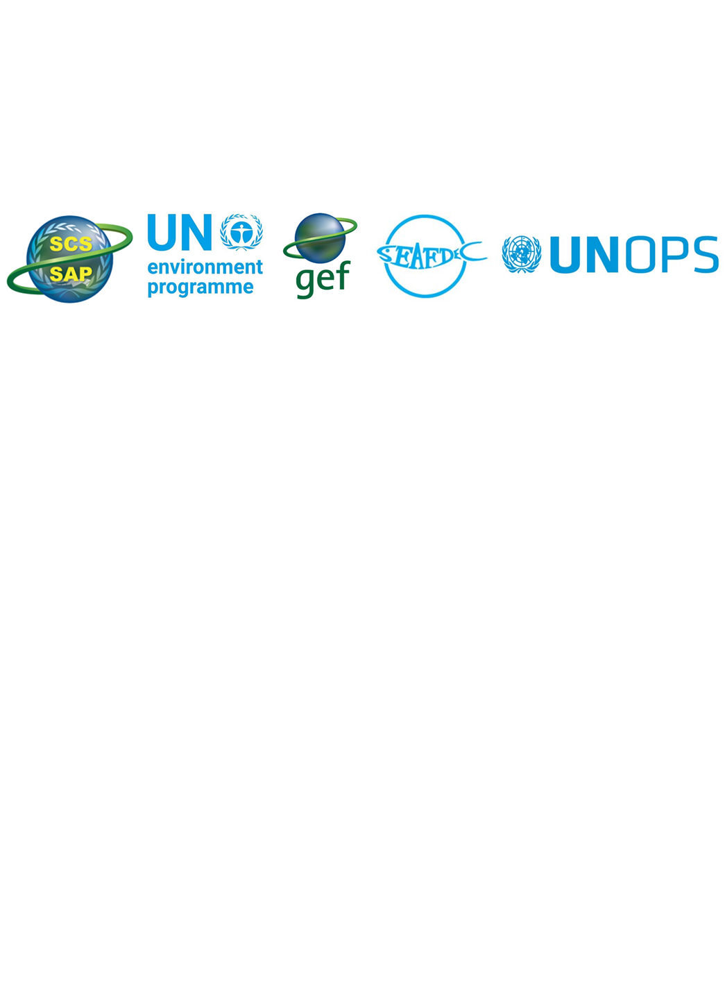 SCS
SAP
UN
environment
programme
gef
SEAFDEC
UNOPS